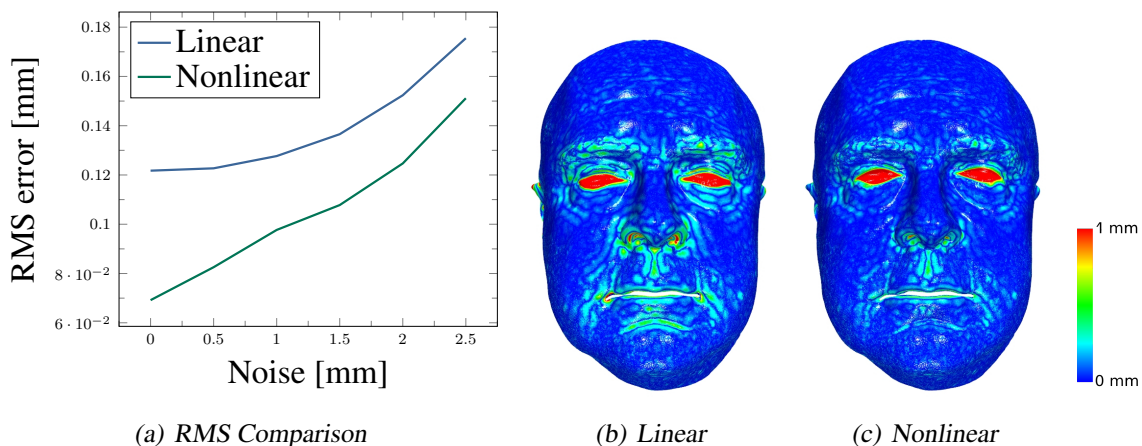 0.18
0.16
0.14
0.12
0.1
8 · 10⁻²
6 · 10⁻²
RMS error [mm]
Linear
Nonlinear
0 0.5 1 1.5 2 2.5
Noise [mm]
1 mm
0 mm
(a) RMS Comparison
(b) Linear
(c) Nonlinear